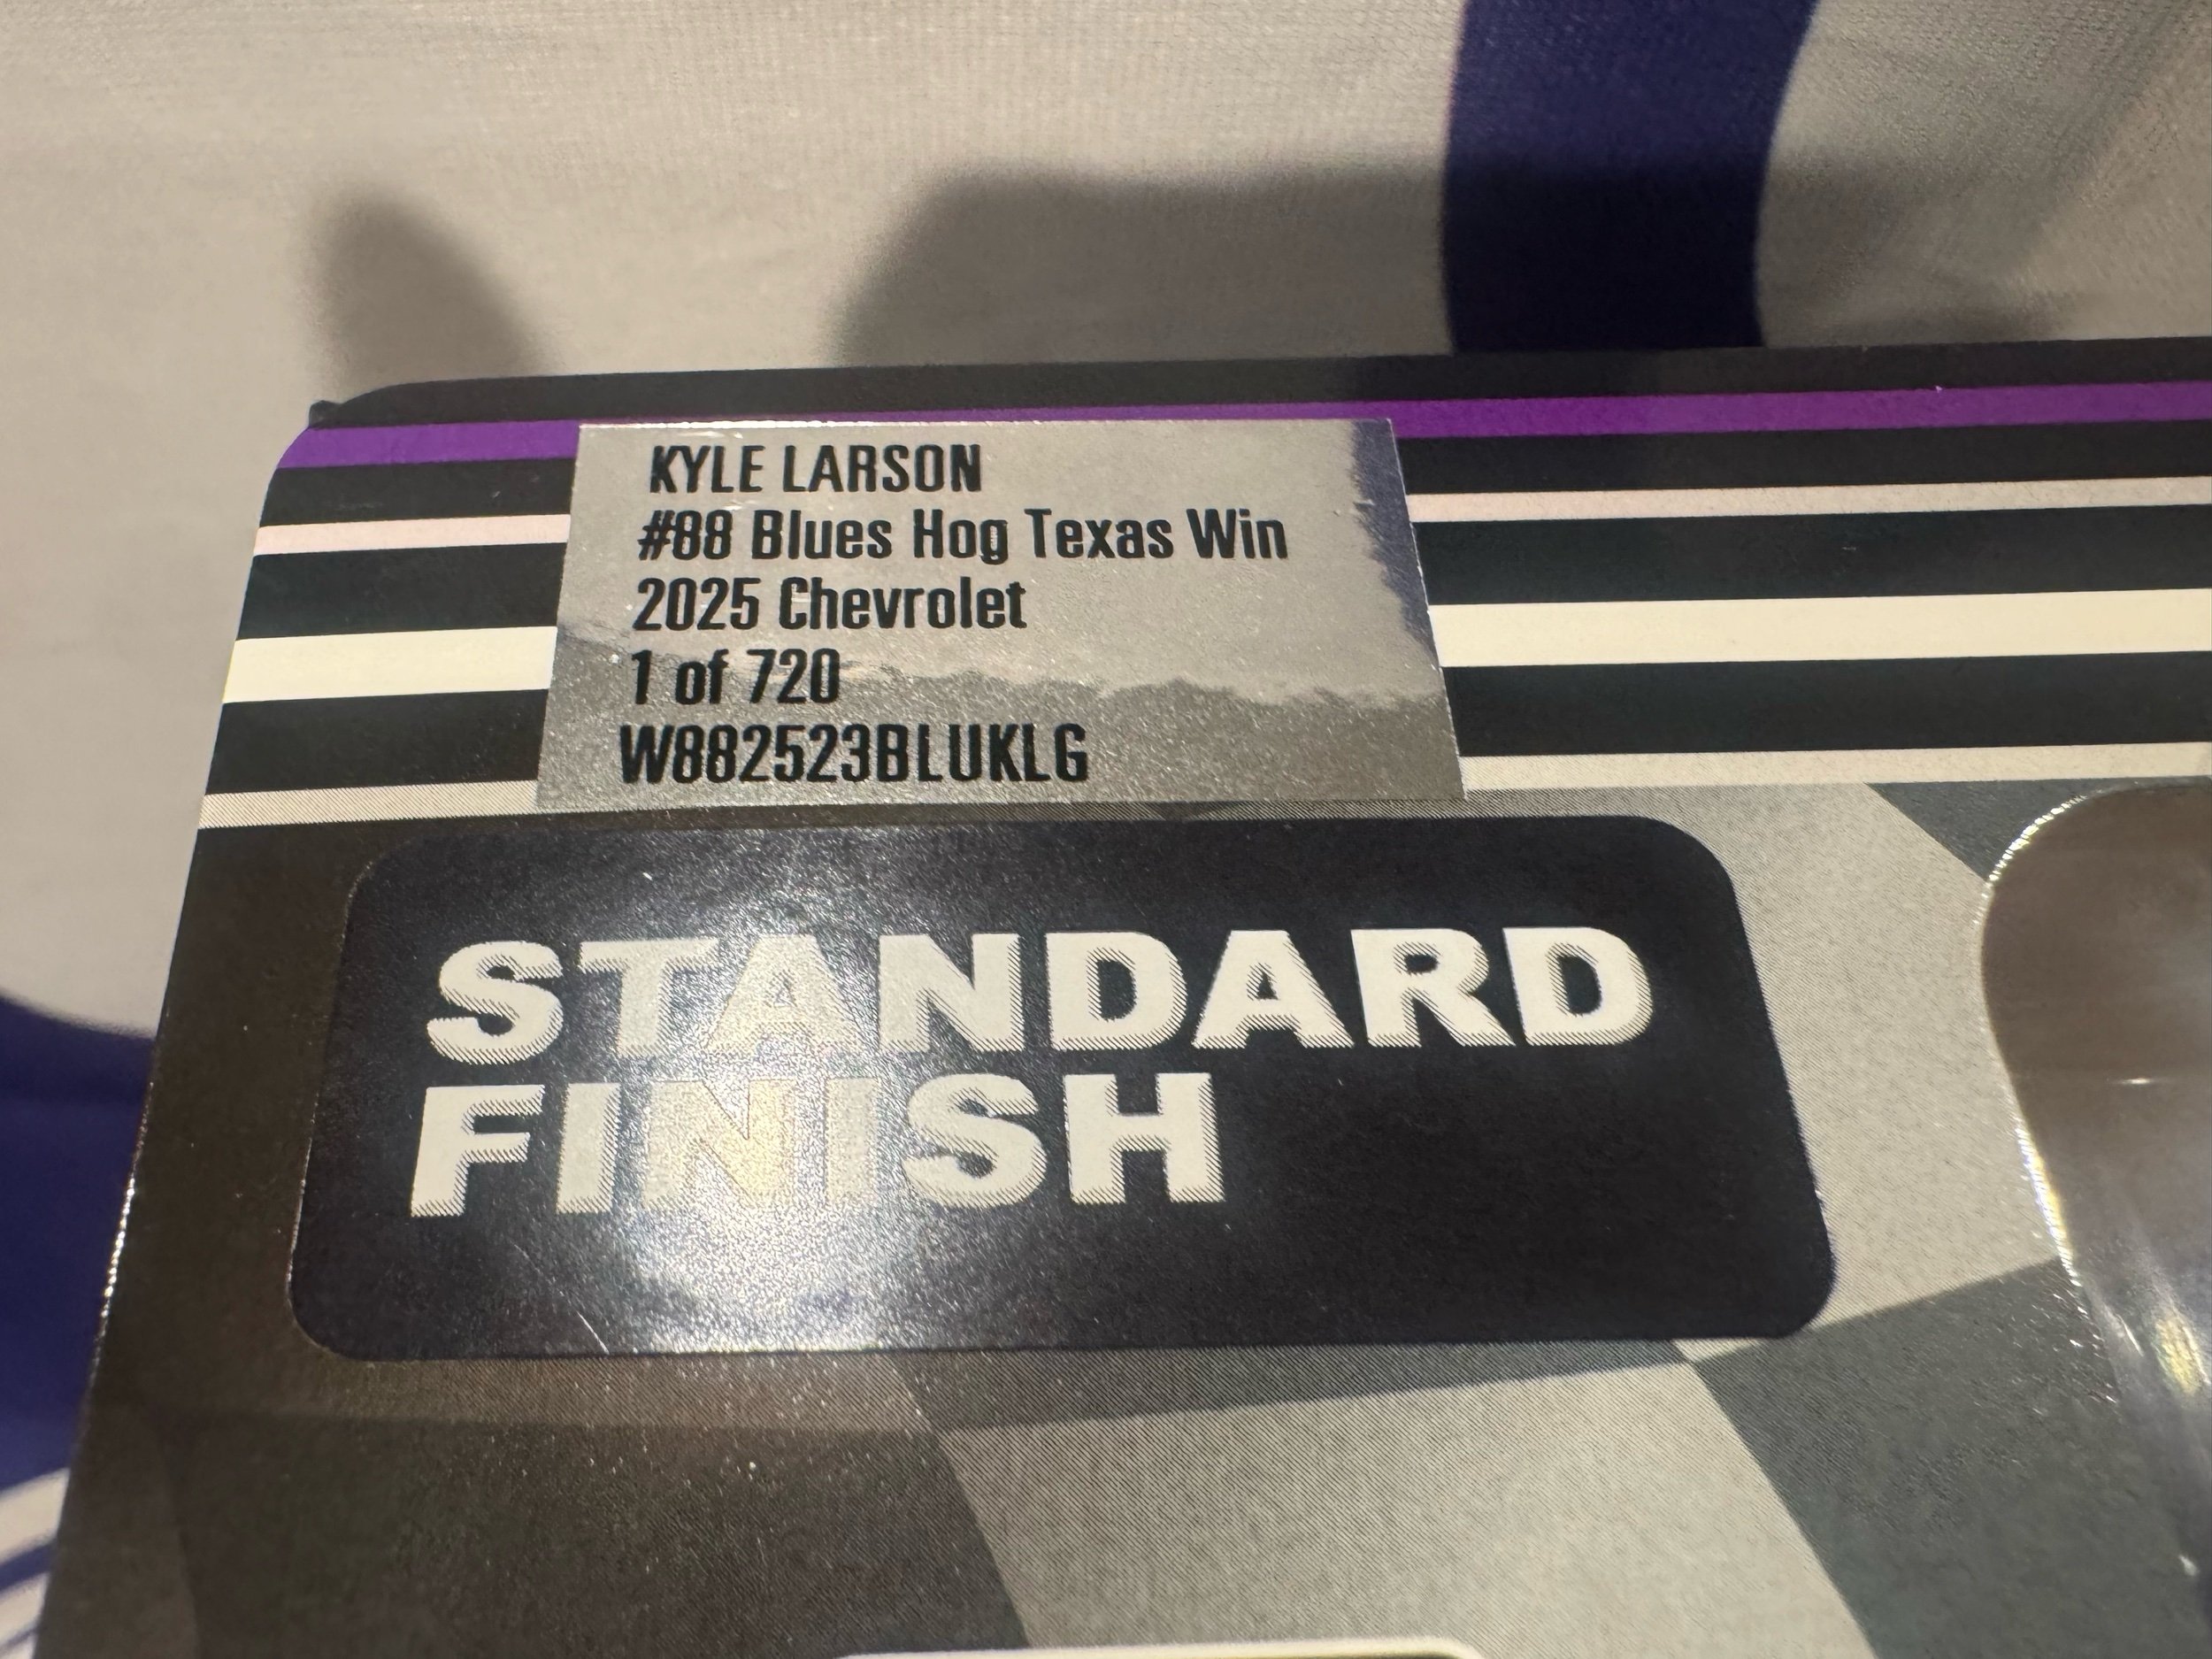 KYLE LARSON
#88 Blues Hog Texas Win
2025 Chevrolet
1 of 720
W882523BLUKLG
STANDARD
FINISH